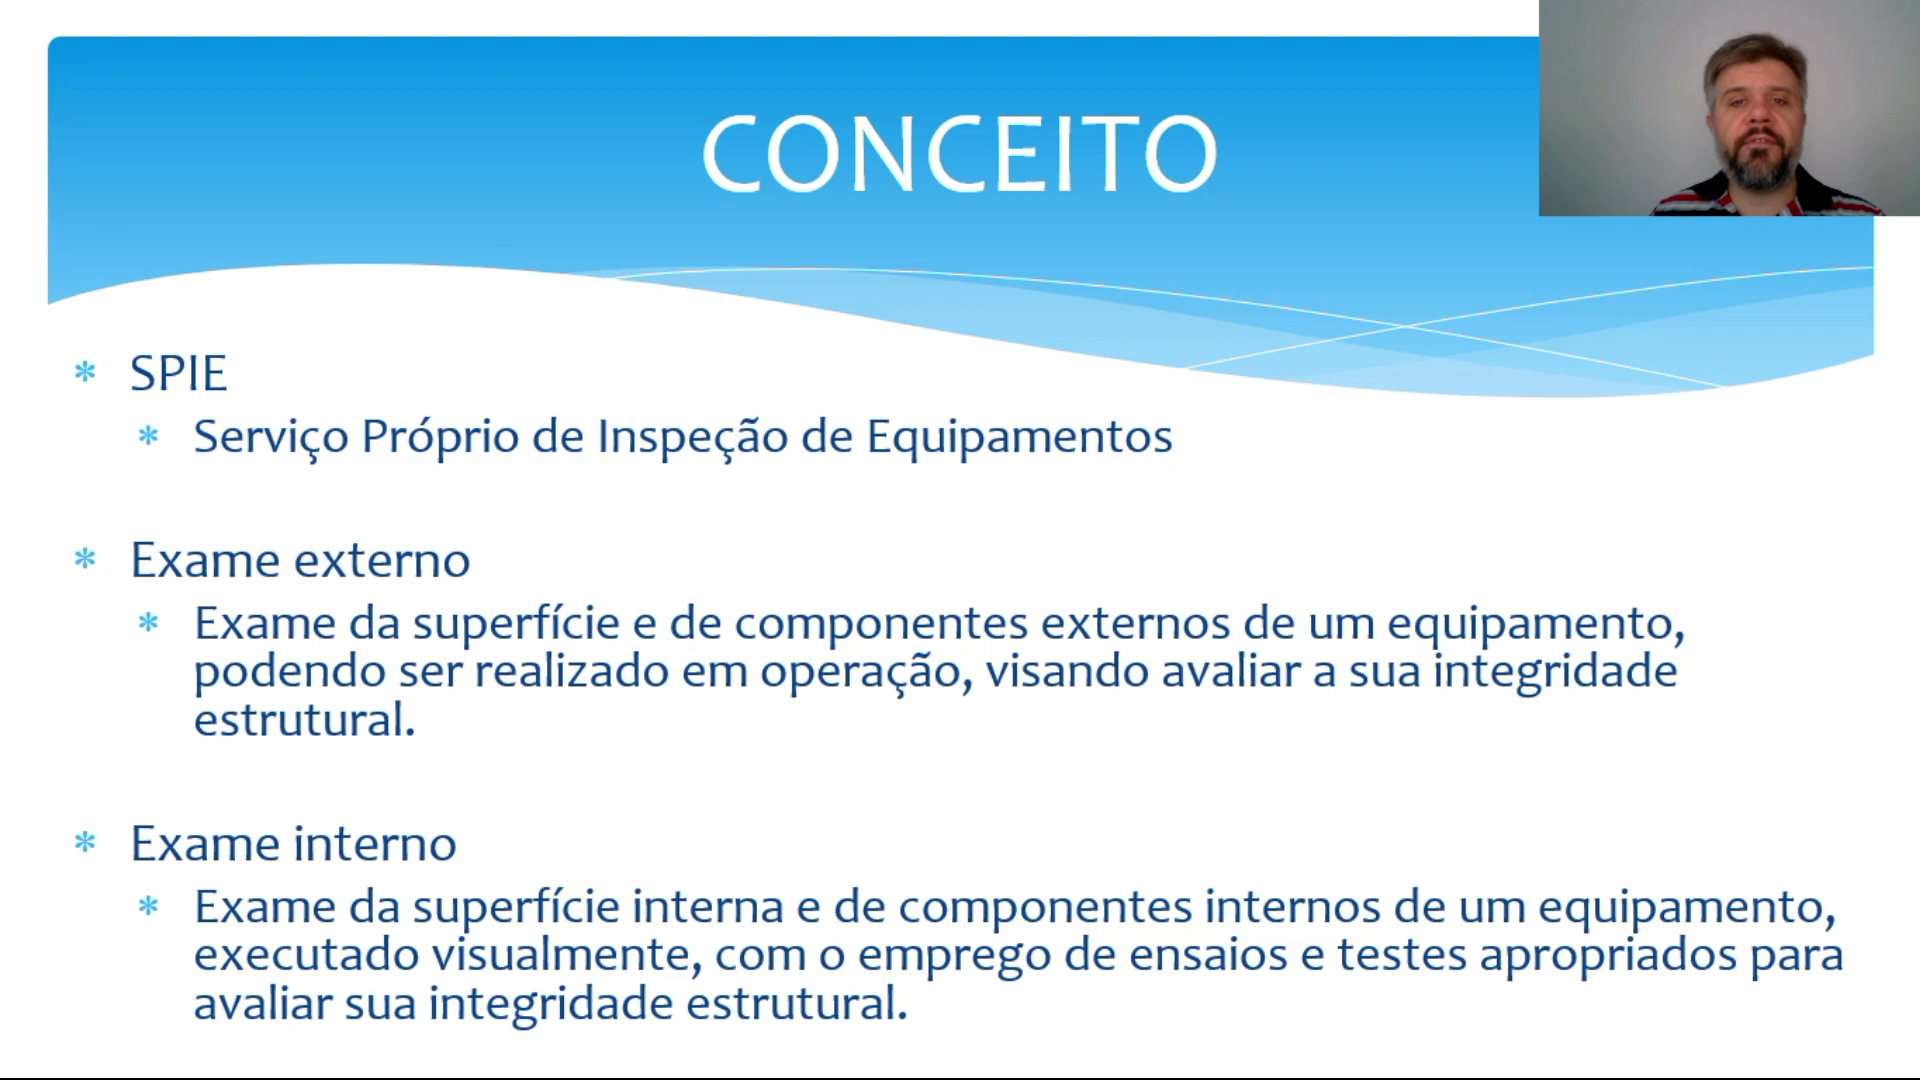 CONCEITO
* SPIE
* Serviço Próprio de Inspeção de Equipamentos
* Exame externo
* Exame da superfície e de componentes externos de um equipamento,
podendo ser realizado em operação, visando avaliar a sua integridade
estrutural.
* Exame interno
* Exame da superfície interna e de componentes internos de um equipamento,
executado visualmente, com o emprego de ensaios e testes apropriados para
avaliar sua integridade estrutural.